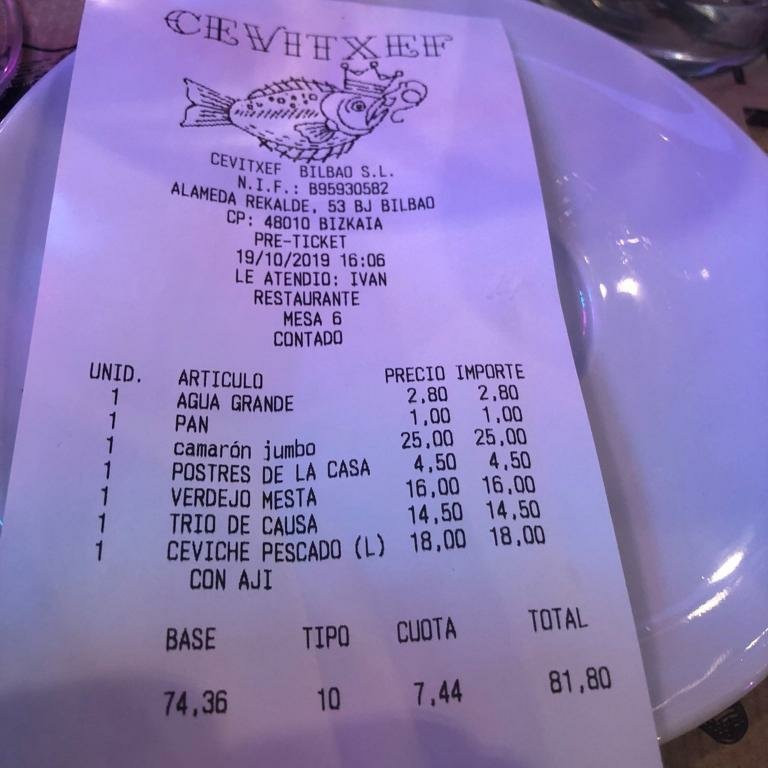 CEVITXEF
CEVITXEF BILBAO S.L.
N.I.F.: B95930582
ALAMEDA REKALDE, 53 BJ BILBAO
CP: 48010 BIZKAIA
PRE-TICKET
19/10/2019 16:06
LE ATENDIO: IVAN
RESTAURANTE
MESA 6
CONTADO
UNID. ARTICULO PRECIO IMPORTE
1 AGUA GRANDE 2,80 2,80
1 PAN 1,00 1,00
1 camarón jumbo 25,00 25,00
1 POSTRES DE LA CASA 4,50 4,50
1 VERDEJO MESTA 16,00 16,00
1 TRIO DE CAUSA 14,50 14,50
1 CEVICHE PESCADO (L) 18,00 18,00
CON AJI
BASE TIPO CUOTA TOTAL
74,36 10 7,44 81,80